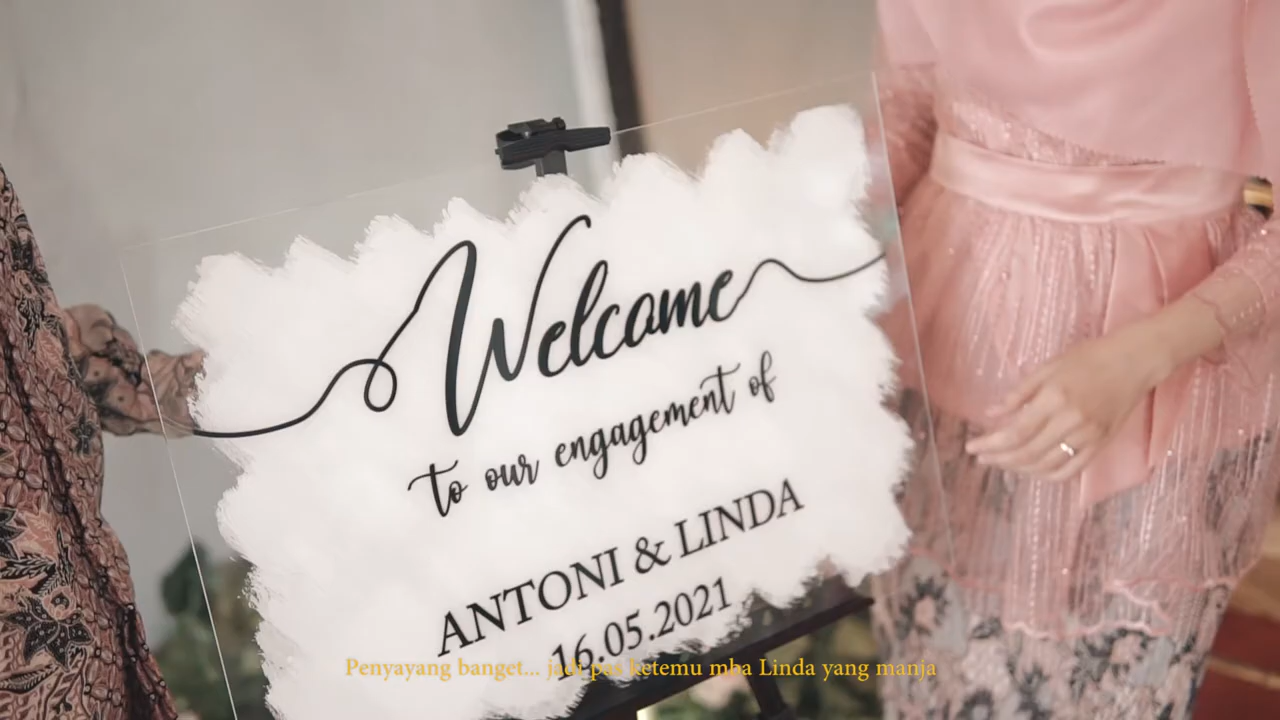 Welcome
to our engagement of
ANTONI & LINDA
16.05.2021
Penyayang banget... jadi pas ketemu mba Linda yang manja